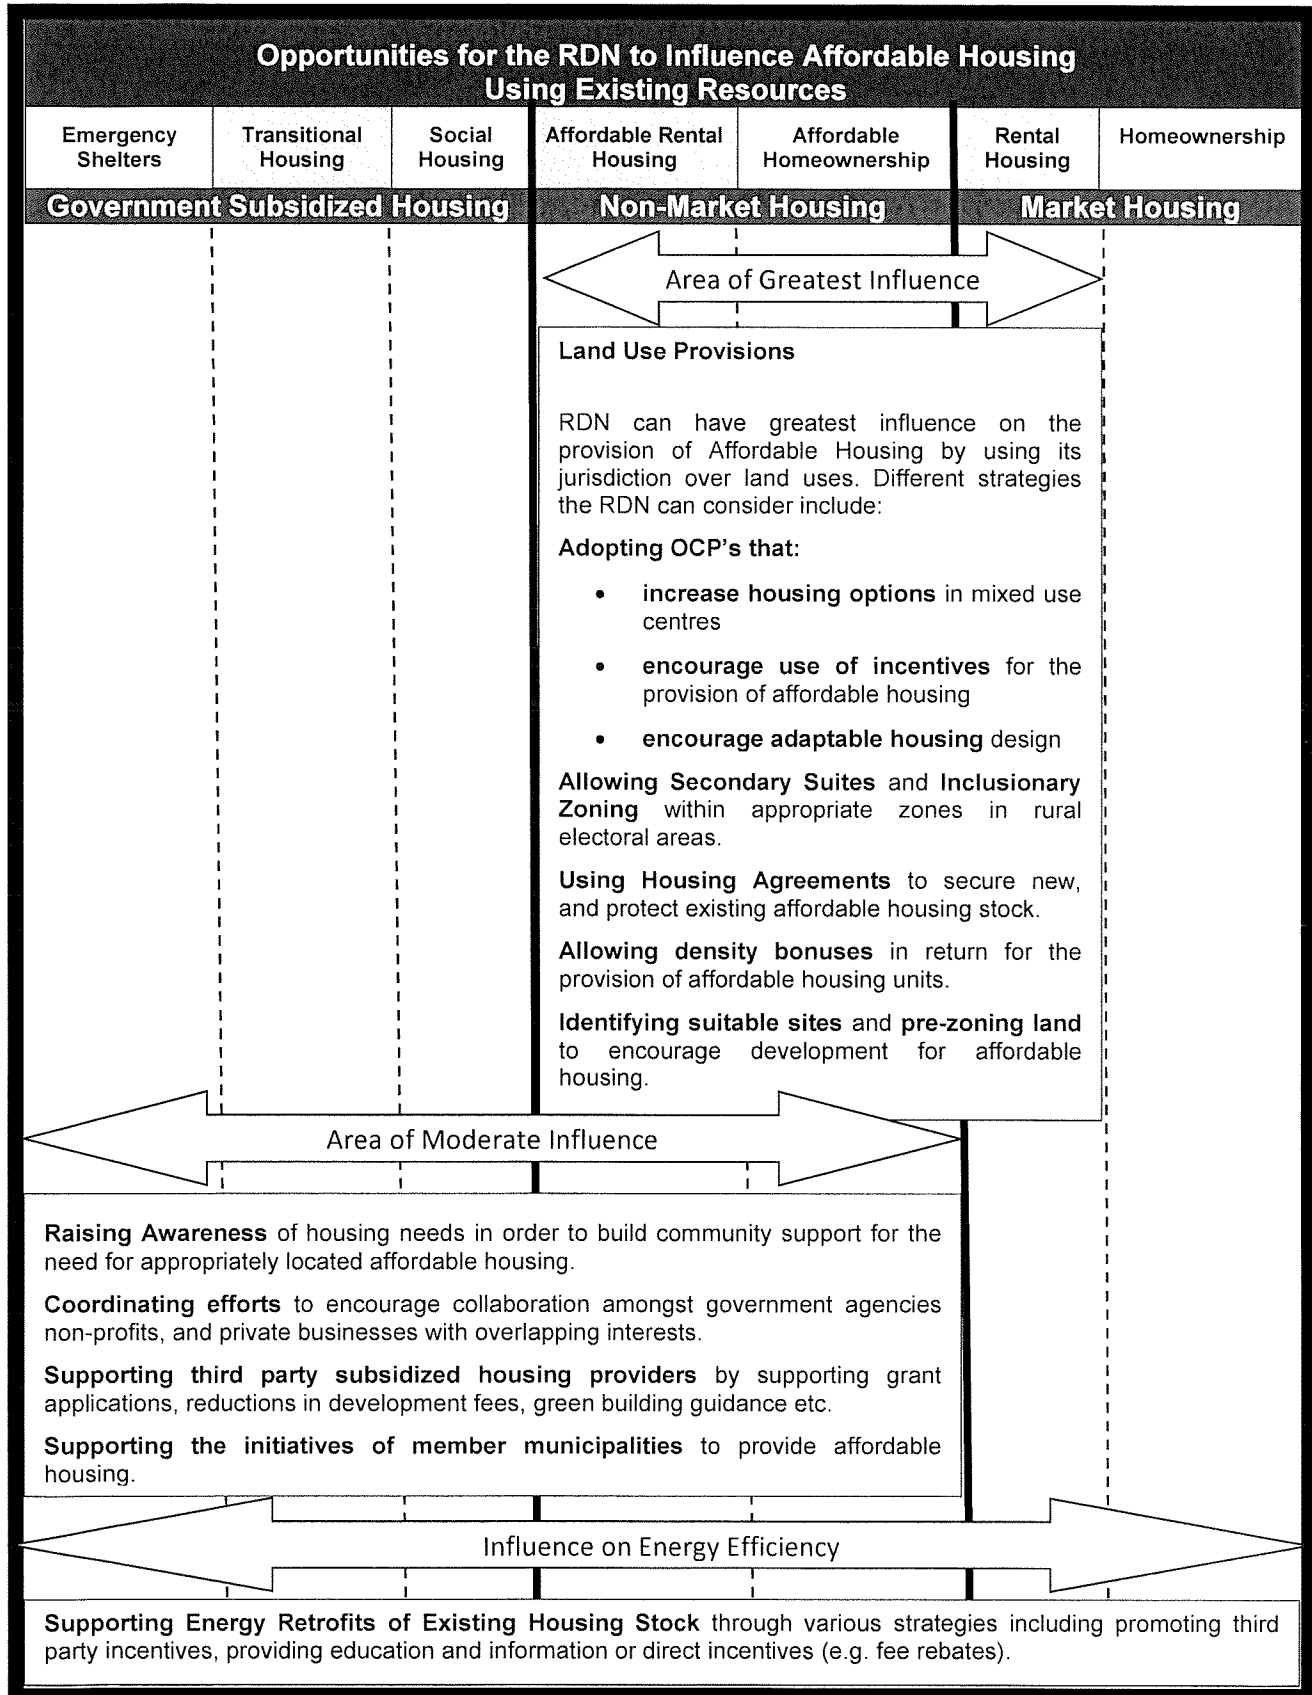 Opportunities for the RDN to Influence Affordable Housing
Using Existing Resources
Emergency
Shelters
Transitional
Housing
Social
Housing
Affordable Rental
Housing
Affordable
Homeownership
Rental
Housing
Homeownership
Government Subsidized Housing
Non-Market Housing
Market Housing
Area of Greatest Influence
Land Use Provisions
RDN can have greatest influence on the
provision of Affordable Housing by using its
jurisdiction over land uses. Different strategies
the RDN can consider include:
Adopting OCP's that:
• increase housing options in mixed use
centres
• encourage use of incentives for the
provision of affordable housing
• encourage adaptable housing design
Allowing Secondary Suites and Inclusionary
Zoning within appropriate zones in rural
electoral areas.
Using Housing Agreements to secure new,
and protect existing affordable housing stock.
Allowing density bonuses in return for the
provision of affordable housing units.
Identifying suitable sites and pre-zoning land
to encourage development for affordable
housing.
Area of Moderate Influence
Raising Awareness of housing needs in order to build community support for the
need for appropriately located affordable housing.
Coordinating efforts to encourage collaboration amongst government agencies
non-profits, and private businesses with overlapping interests.
Supporting third party subsidized housing providers by supporting grant
applications, reductions in development fees, green building guidance etc.
Supporting the initiatives of member municipalities to provide affordable
housing.
Influence on Energy Efficiency
Supporting Energy Retrofits of Existing Housing Stock through various strategies including promoting third
party incentives, providing education and information or direct incentives (e.g. fee rebates).